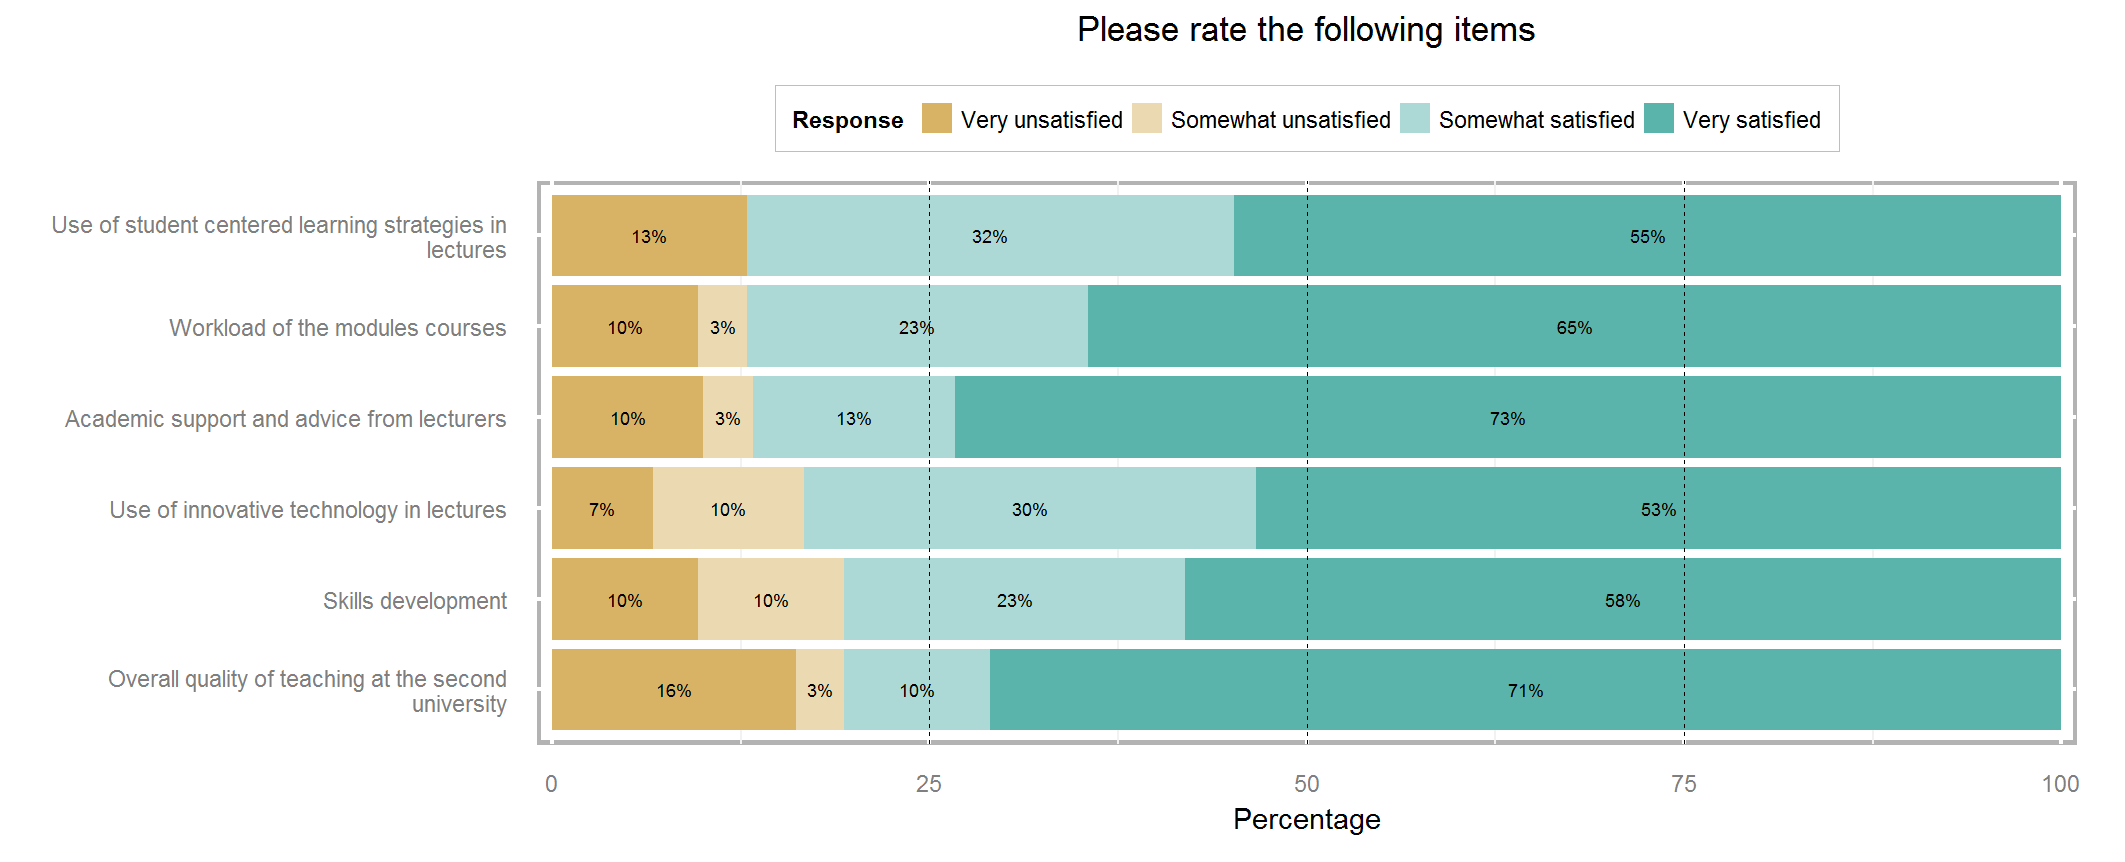 Please rate the following items
Response Very unsatisfied Somewhat unsatisfied Somewhat satisfied Very satisfied
Use of student centered learning strategies in
lectures
13% 32% 55%
Workload of the modules courses
10% 3% 23% 65%
Academic support and advice from lecturers
10% 3% 13% 73%
Use of innovative technology in lectures
7% 10% 30% 53%
Skills development
10% 10% 23% 58%
Overall quality of teaching at the second
university
16% 3% 10% 71%
0 25 50 75 100
Percentage